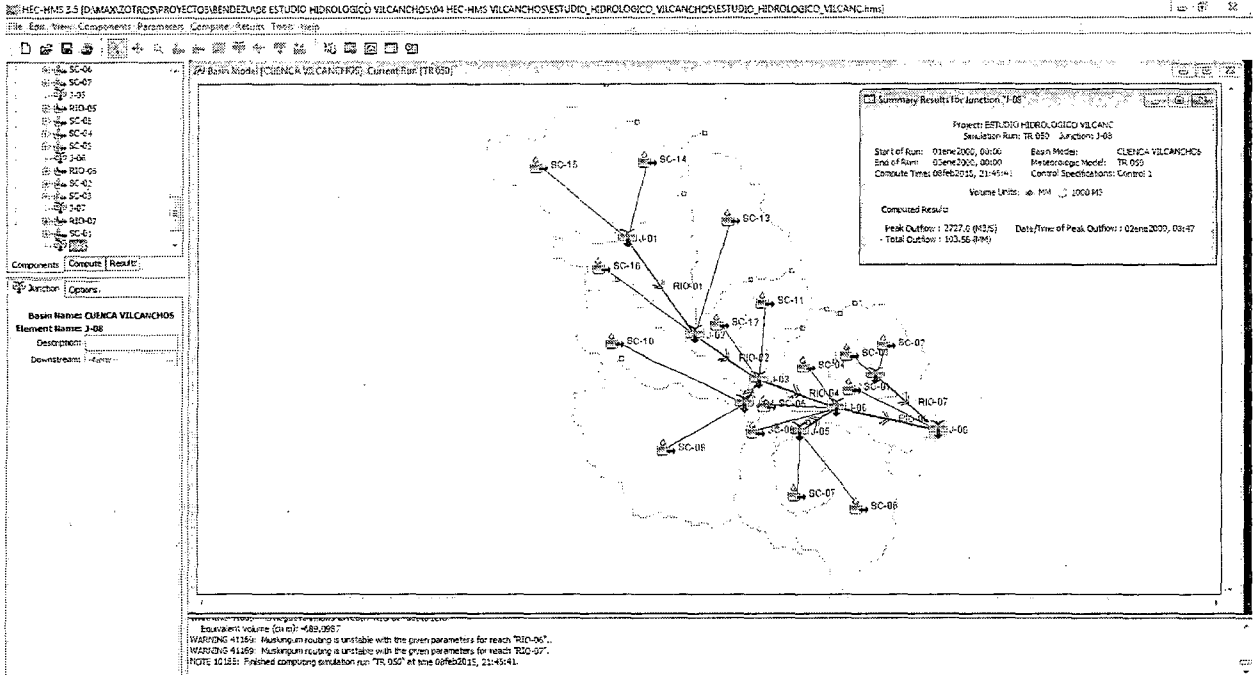 HEC-HMS 3.5 [D:\MAX\ZOTROS\PROYECTOS\BENDEZU\08 ESTUDIO HIDROLOGICO VILCANCHOS\04 HEC-HMS VILCANCHOS\ESTUDIO_HIDROLOGICO_VILCANCHOS\ESTUDIO_HIDROLOGICO_VILCANC.hms]
File Edit View Components Parameters Compute Results Tools Help
SC-06
SC-07
J-05
RIO-05
SC-04
J-06
RIO-06
SC-02
SC-03
J-07
RIO-07
SC-01
Components Compute Results
Junction Options
Basin Name: CUENCA VILCANCHOS
Element Name: J-08
Description:
Downstream:
Basin Model [CUENCA VILCANCHOS] Current Run [TR 050]
SC-15
SC-14
SC-13
J-01
SC-16
RIO-01
SC-11
SC-12
J-02
SC-10
RIO-02
SC-02
SC-04
J-03
SC-01
RIO-04
RIO-07
SC-05
J-06
J-05
SC-09
SC-07
Summary Results for Junction "J-08"
Project: ESTUDIO HIDROLOGICO VILCANC
Simulation Run: TR 050 Junction: J-08
Start of Run: 01ene2000, 00:00 Basin Model: CUENCA VILCANCHOS
End of Run: 03ene2000, 00:00 Meteorologic Model: TR 050
Compute Time: 08feb2015, 21:45:41 Control Specifications: Control 1
Volume Units: MM 1000 M3
Computed Results
Peak Outflow : 2727.0 (M3/S) Date/Time of Peak Outflow : 02ene2000, 03:47
Total Outflow : 103.56 (MM)
Equivalent volume (cu m): -689,0987
WARNING 41169: Muskingum routing is unstable with the given parameters for reach "RIO-06"..
WARNING 41169: Muskingum routing is unstable with the given parameters for reach "RIO-07"..
NOTE 10185: Finished computing simulation run "TR 050" at time 08feb2015, 21:45:41.